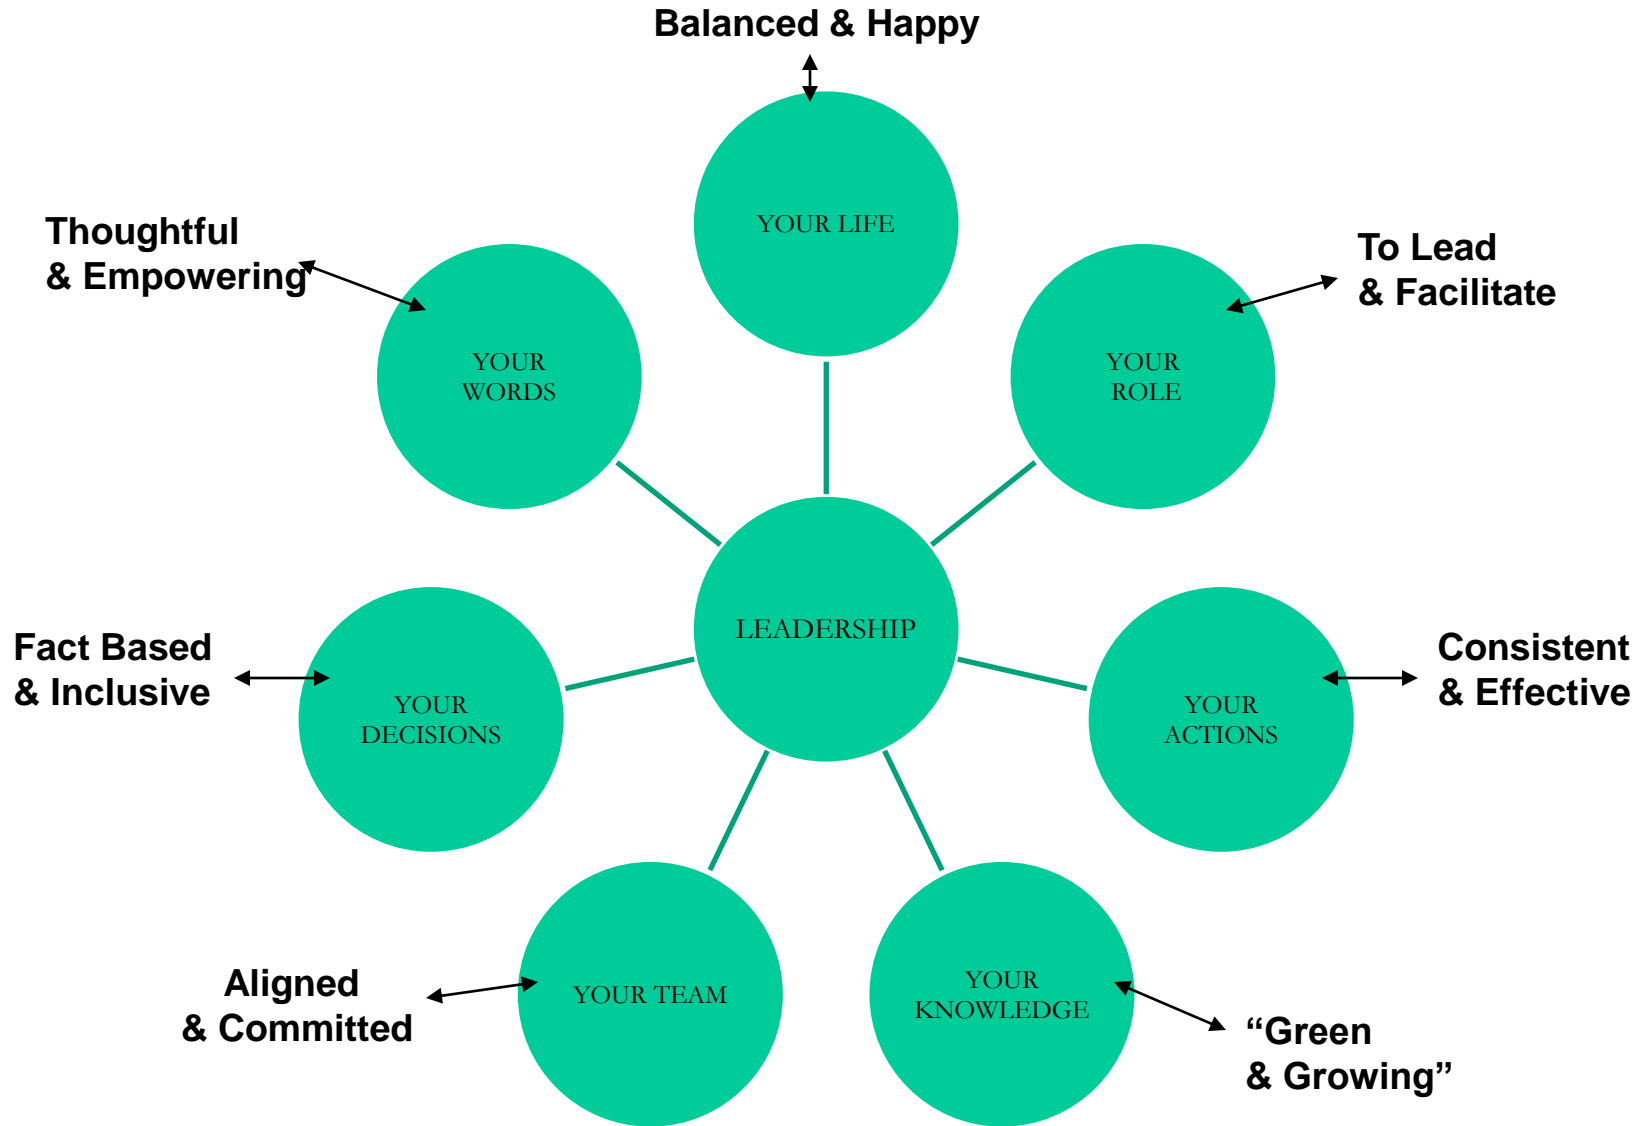 Balanced & Happy
YOUR LIFE
Thoughtful
& Empowering
YOUR
WORDS
To Lead
& Facilitate
YOUR
ROLE
LEADERSHIP
Fact Based
& Inclusive
YOUR
DECISIONS
Consistent
& Effective
YOUR
ACTIONS
Aligned
& Committed
YOUR TEAM
YOUR
KNOWLEDGE
“Green
& Growing”